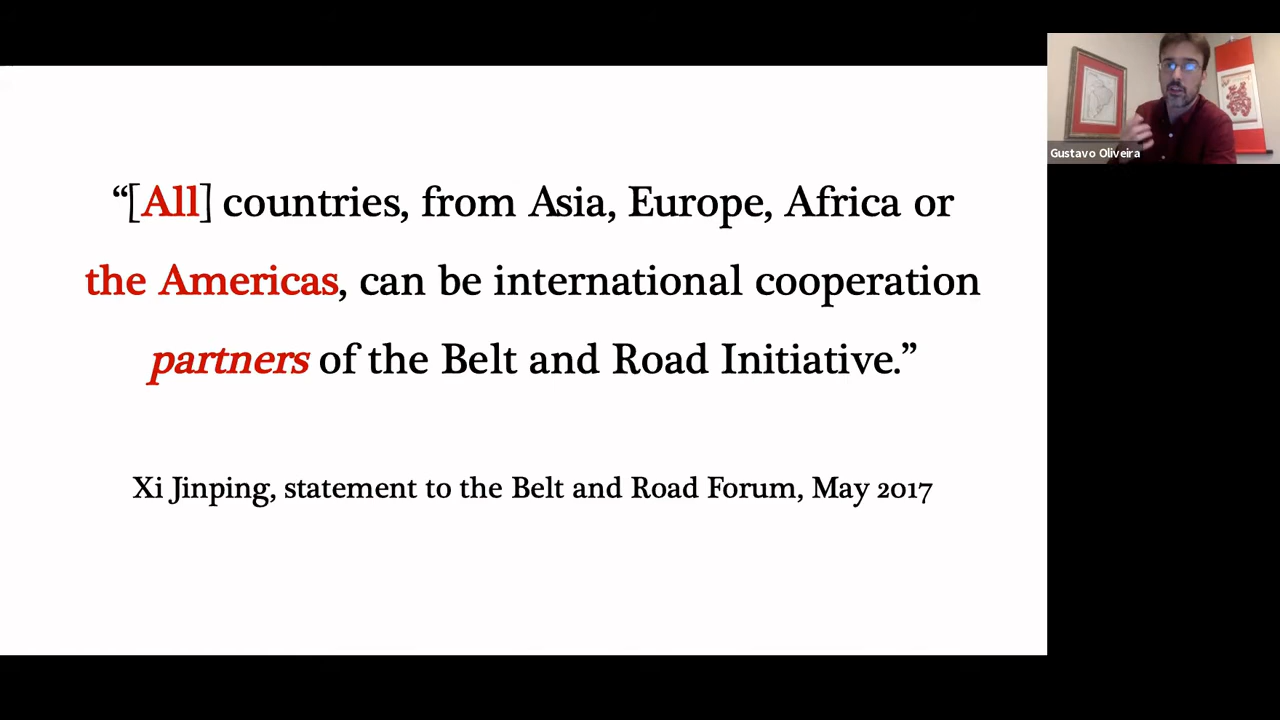 “[All] countries, from Asia, Europe, Africa or
the Americas, can be international cooperation
partners of the Belt and Road Initiative.”
Xi Jinping, statement to the Belt and Road Forum, May 2017
Gustavo Oliveira